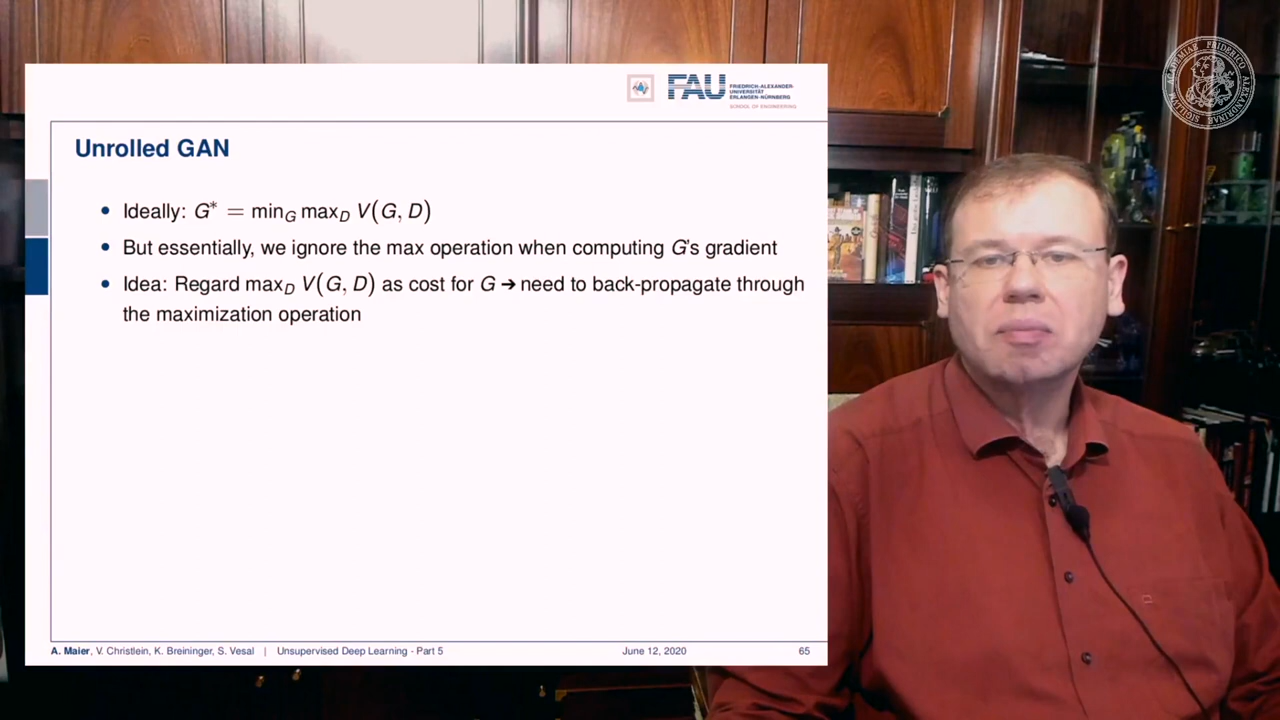 FAU
FRIEDRICH-ALEXANDER-
UNIVERSITÄT
ERLANGEN-NÜRNBERG
SCHOOL OF ENGINEERING
Unrolled GAN
• Ideally: G* = min_G max_D V(G, D)
• But essentially, we ignore the max operation when computing G's gradient
• Idea: Regard max_D V(G, D) as cost for G → need to back-propagate through
the maximization operation
A. Maier, V. Christlein, K. Breininger, S. Vesal | Unsupervised Deep Learning - Part 5 June 12, 2020 65